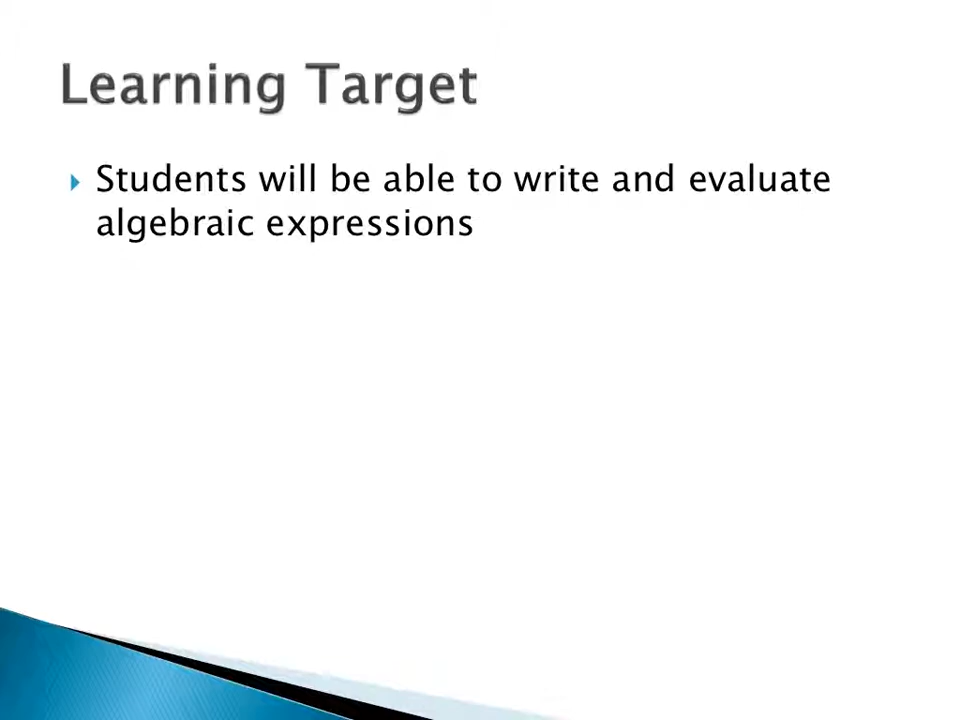 Learning Target
Students will be able to write and evaluate
algebraic expressions